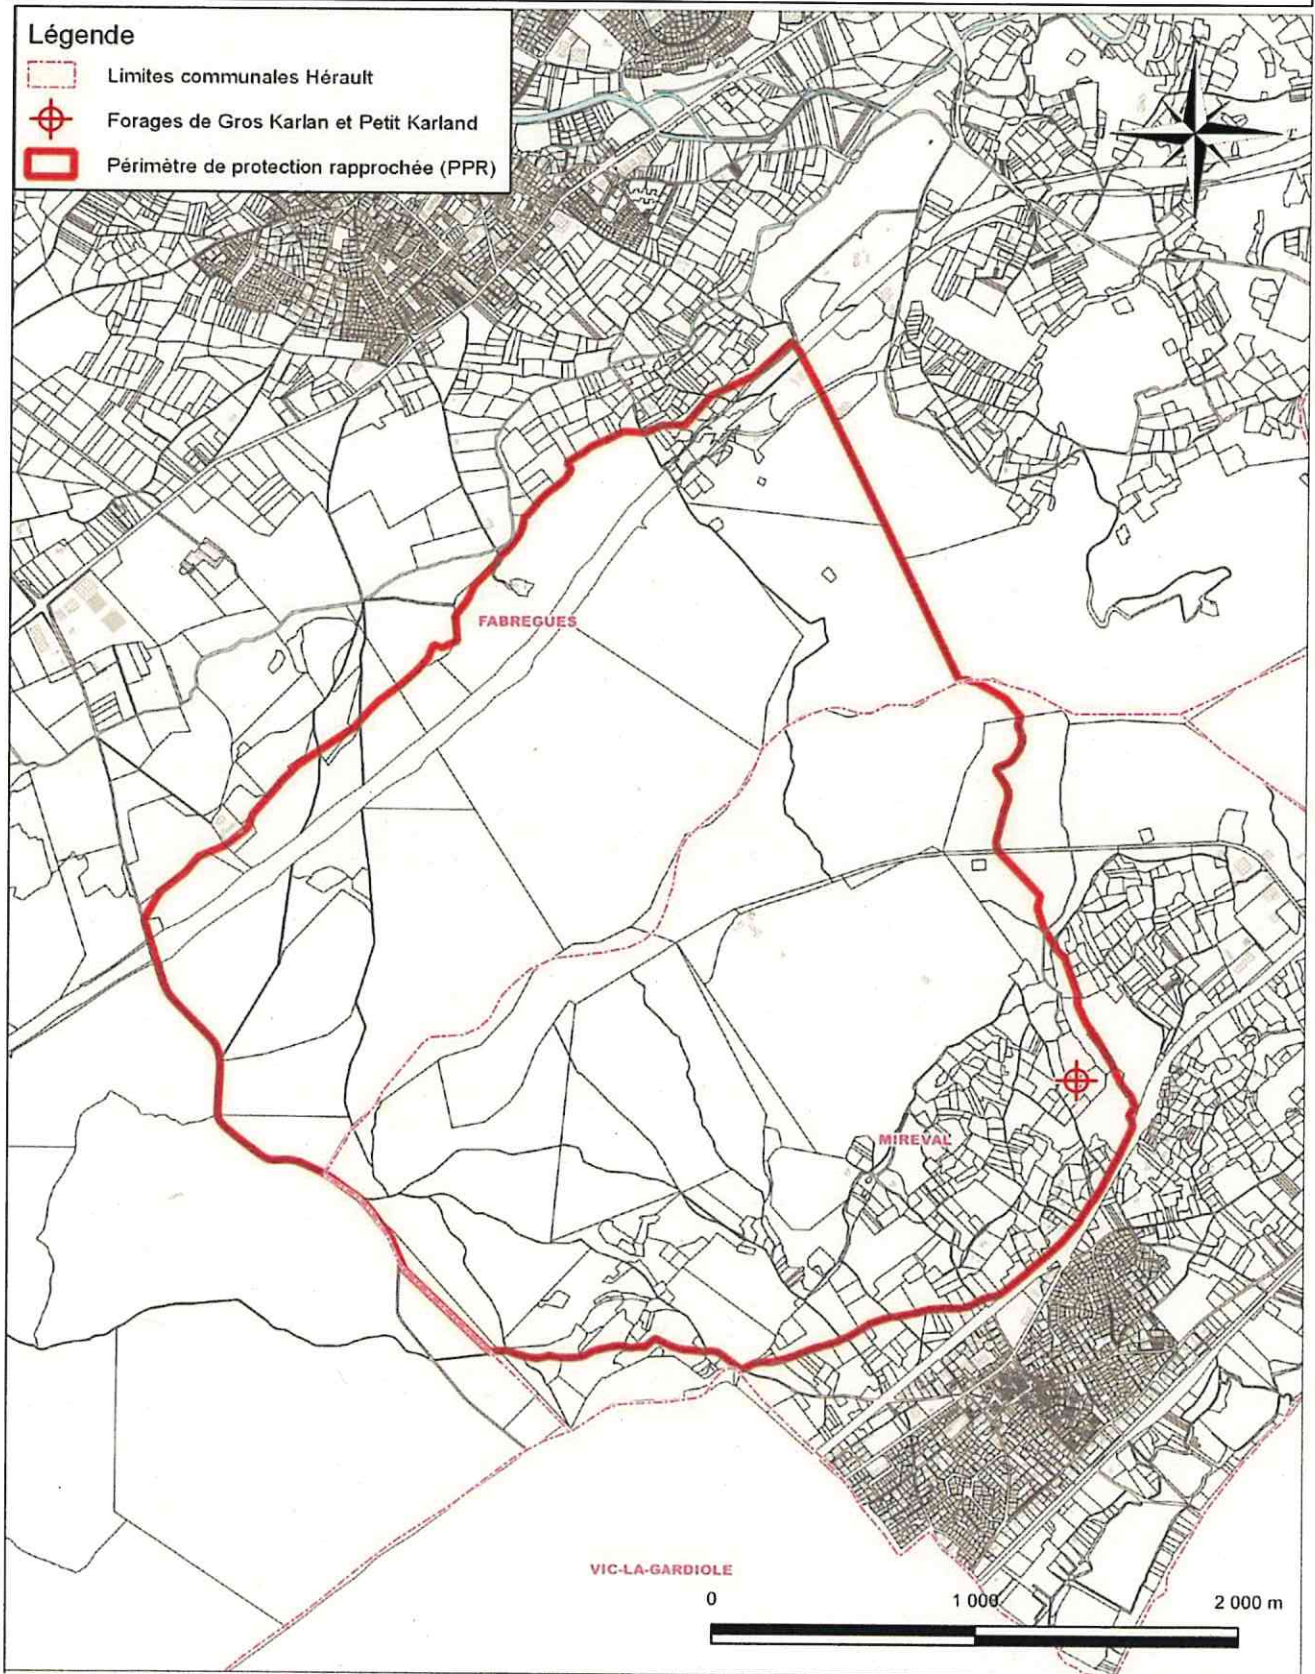 Légende
Limites communales Hérault
Forages de Gros Karlan et Petit Karland
Périmètre de protection rapprochée (PPR)
FABREGUES
MIREVAL
VIC-LA-GARDIOLE
0 1 000 2 000 m